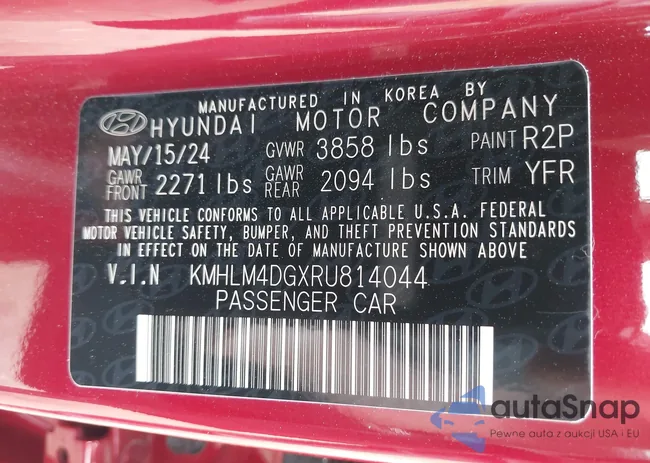 MANUFACTURED IN KOREA BY
HYUNDAI MOTOR COMPANY
MAY/15/24 GVWR 3858 lbs PAINT R2P
GAWR FRONT 2271 lbs GAWR REAR 2094 lbs TRIM YFR
THIS VEHICLE CONFORMS TO ALL APPLICABLE U.S.A. FEDERAL
MOTOR VEHICLE SAFETY, BUMPER, AND THEFT PREVENTION STANDARDS
IN EFFECT ON THE DATE OF MANUFACTURE SHOWN ABOVE
V.I.N KMHLM4DGXRU814044
PASSENGER CAR
autaSnap
Pewne auta z aukcji USA i EU